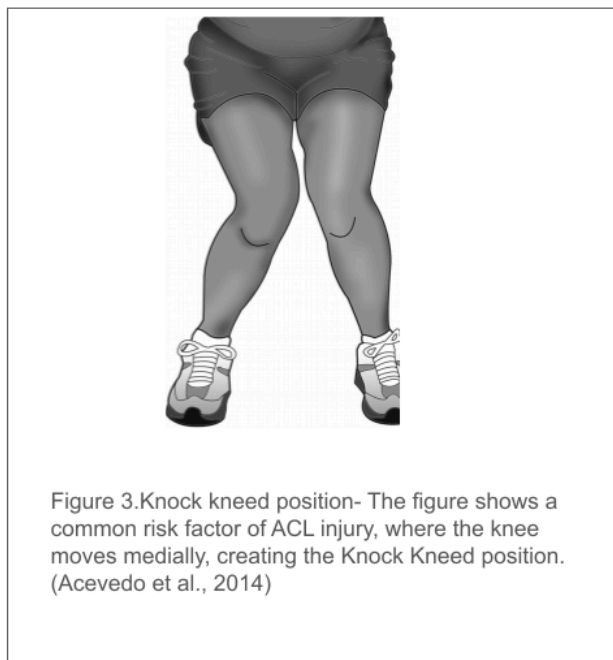 Figure 3.Knock kneed position- The figure shows a
common risk factor of ACL injury, where the knee
moves medially, creating the Knock Kneed position.
(Acevedo et al., 2014)